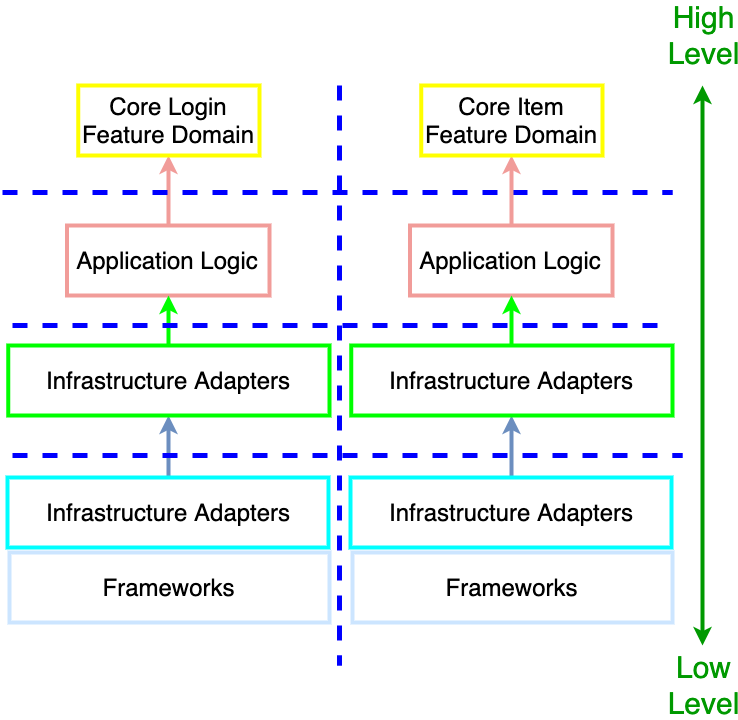 High
Level
Core Login
Feature Domain
Core Item
Feature Domain
Application Logic
Application Logic
Infrastructure Adapters
Infrastructure Adapters
Infrastructure Adapters
Infrastructure Adapters
Frameworks
Frameworks
Low
Level